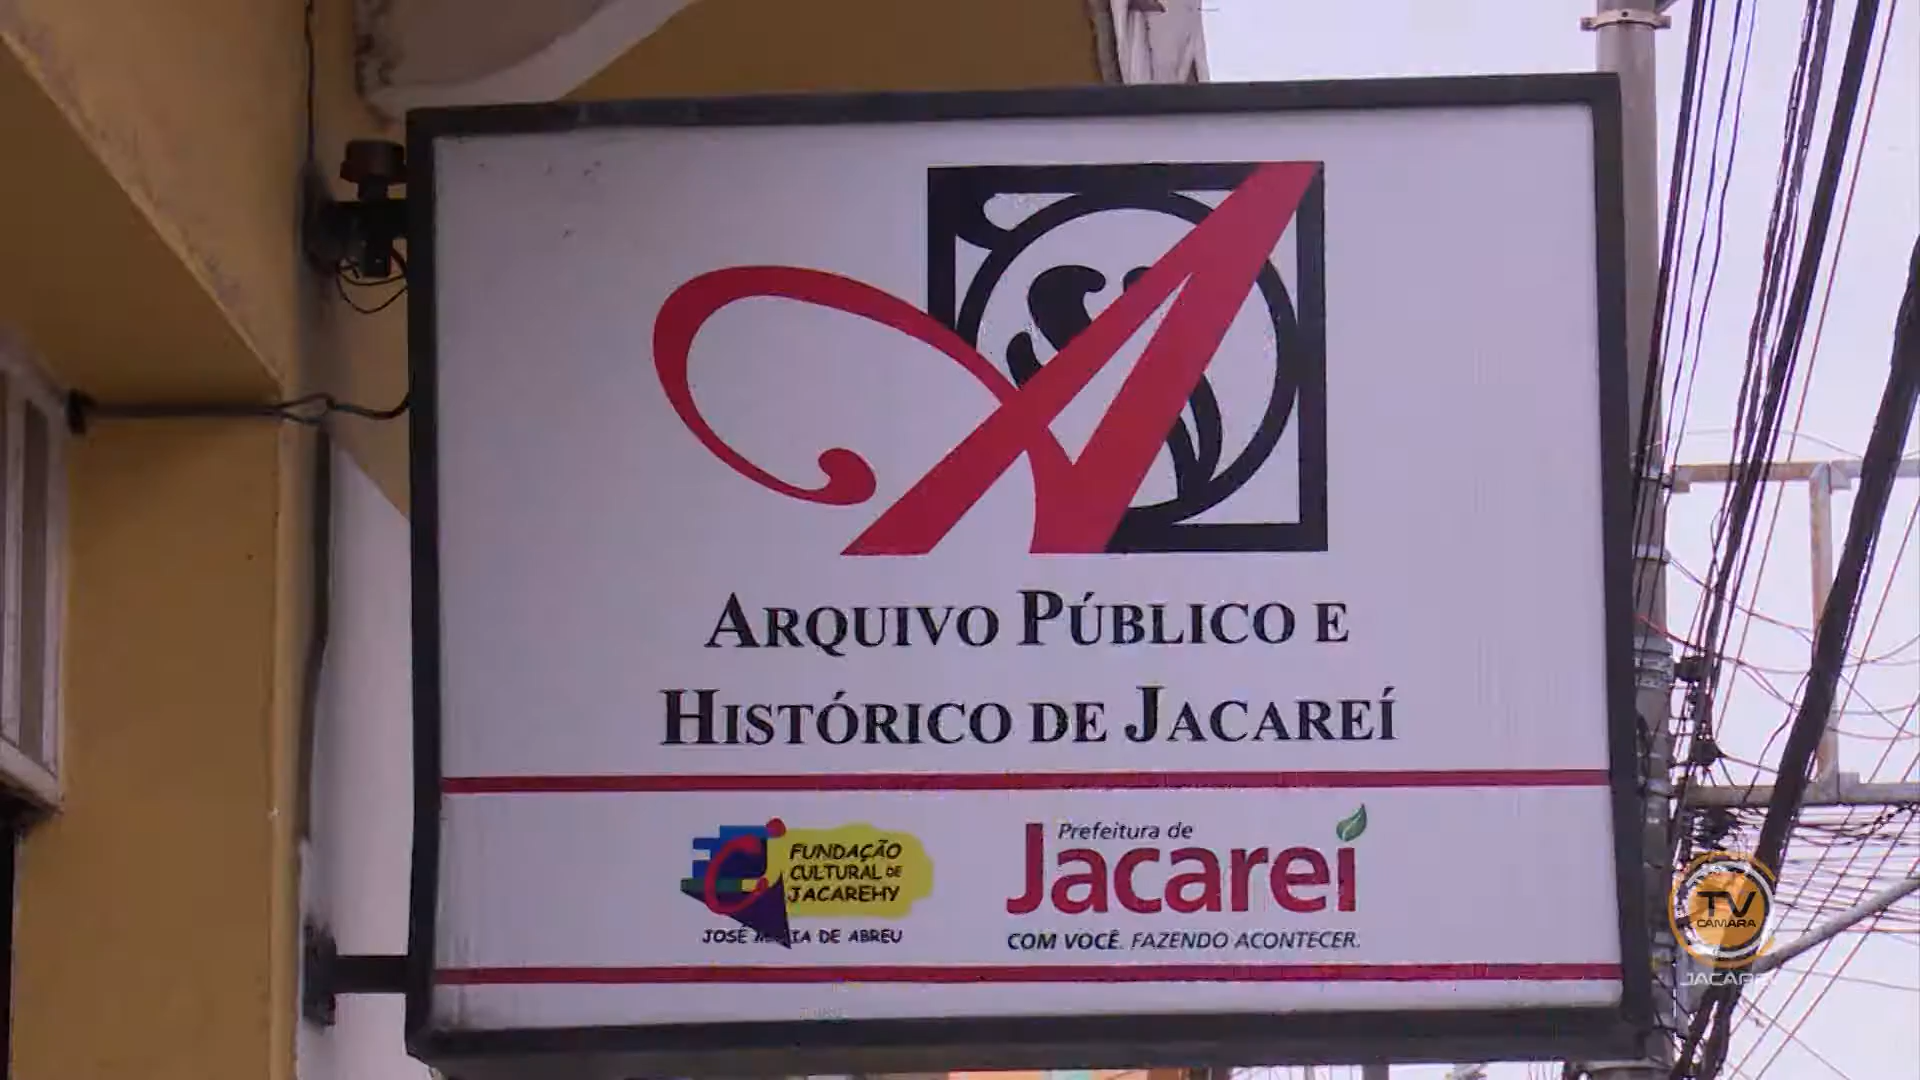 ARQUIVO PÚBLICO E
HISTÓRICO DE JACAREÍ
FUNDAÇÃO
CULTURAL DE
JACAREHY
JOSÉ MARIA DE ABREU
Prefeitura de
Jacareí
COM VOCÊ. FAZENDO ACONTECER.
TV
CÂMARA
JACAREÍ